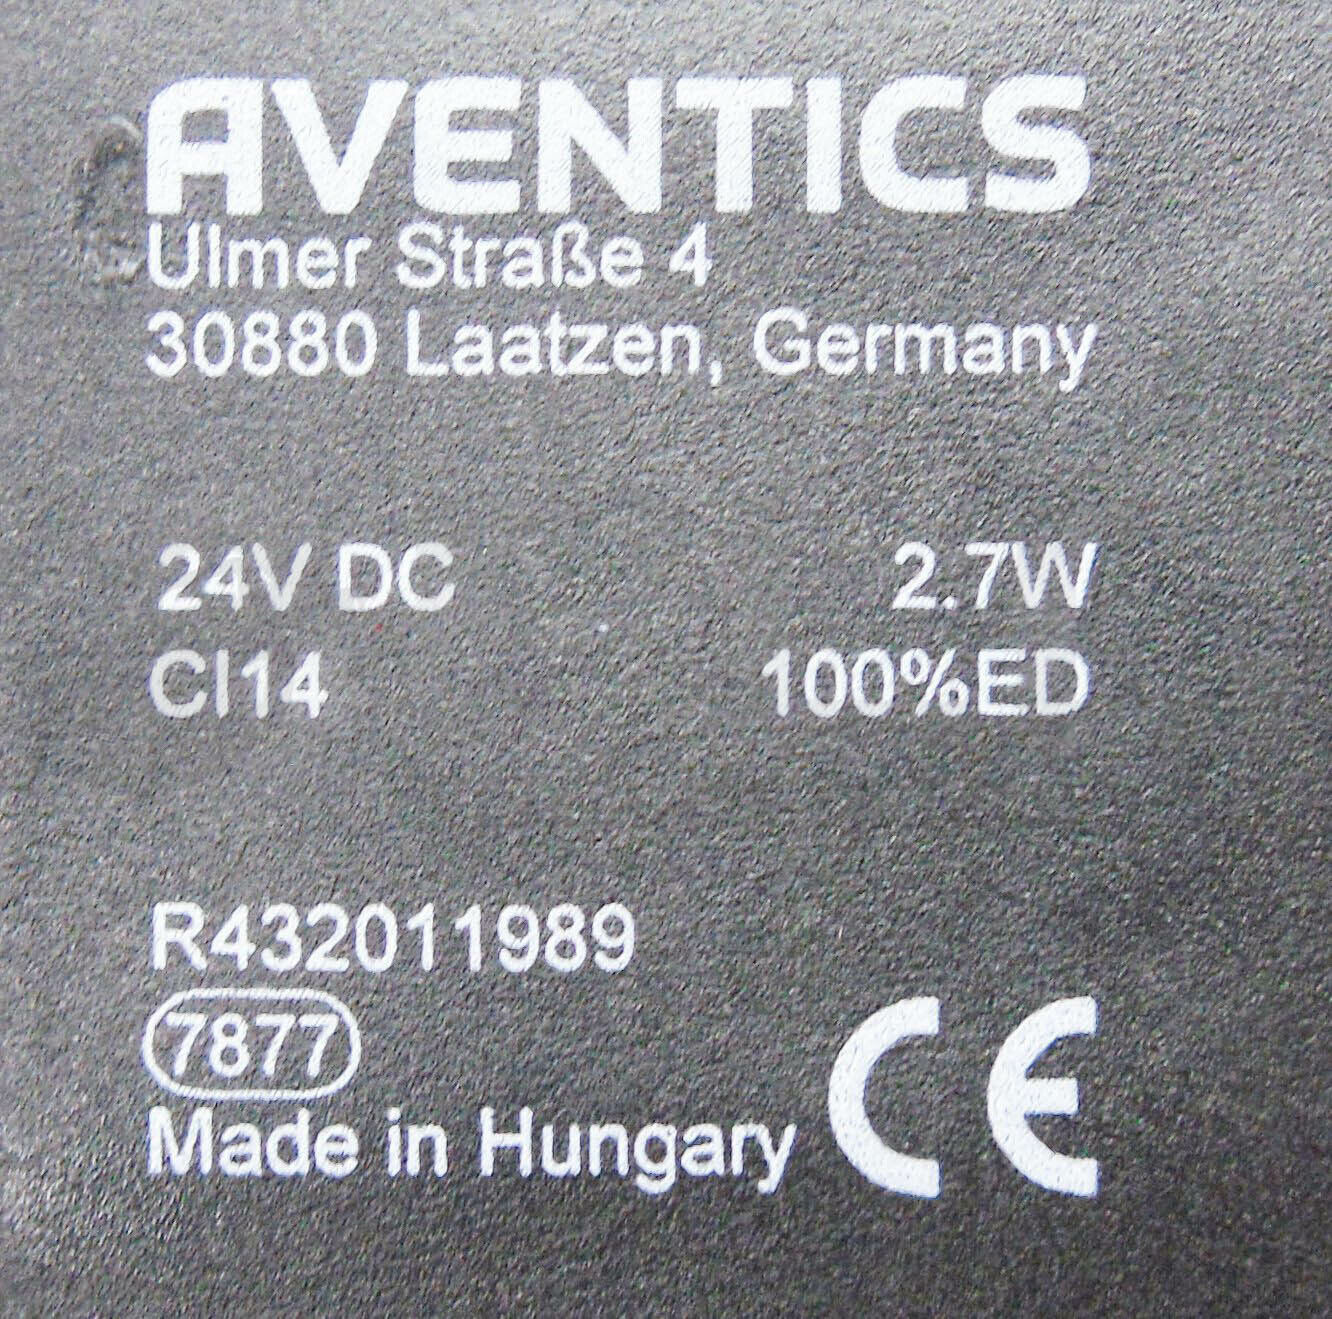 AVENTICS
Ulmer Straße 4
30880 Laatzen, Germany
24V DC 2.7W
CI14 100%ED
R432011989
7877
Made in Hungary CE